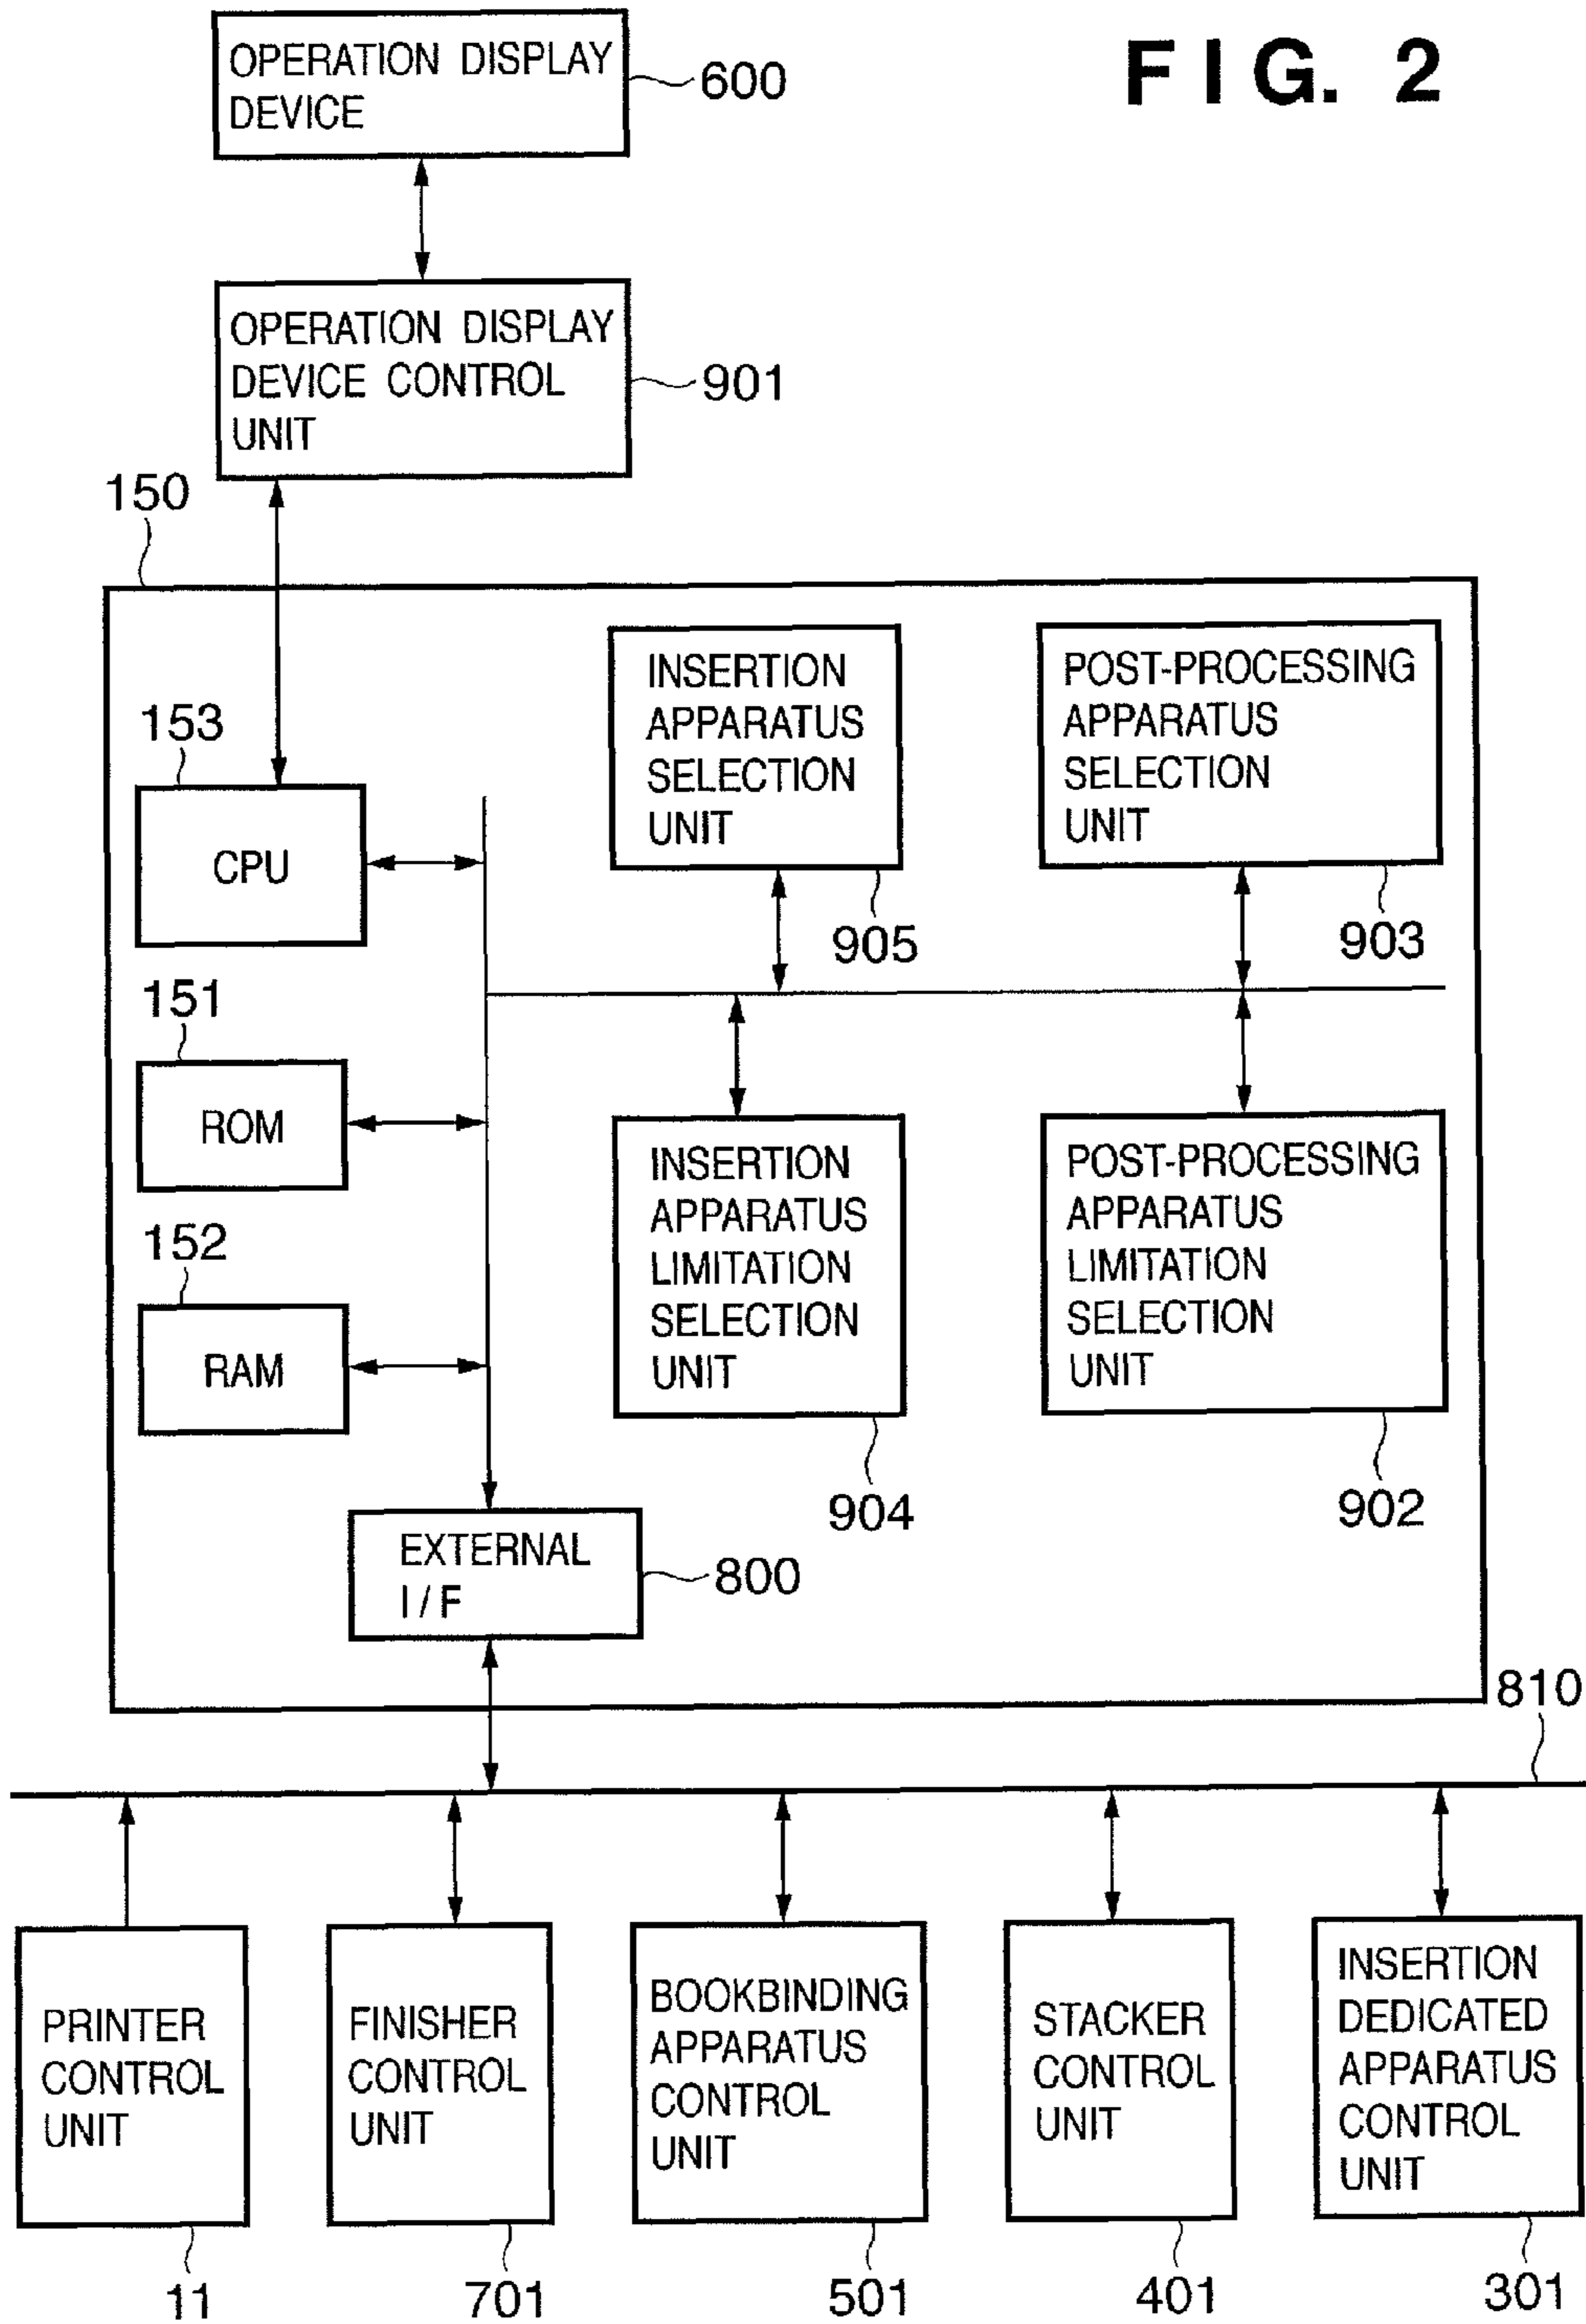 FIG. 2
OPERATION DISPLAY
DEVICE
600
OPERATION DISPLAY
DEVICE CONTROL
UNIT
901
150
153
CPU
INSERTION
APPARATUS
SELECTION
UNIT
905
POST-PROCESSING
APPARATUS
SELECTION
UNIT
903
151
ROM
152
RAM
INSERTION
APPARATUS
LIMITATION
SELECTION
UNIT
904
POST-PROCESSING
APPARATUS
LIMITATION
SELECTION
UNIT
902
EXTERNAL
I/F
800
810
PRINTER
CONTROL
UNIT
11
FINISHER
CONTROL
UNIT
701
BOOKBINDING
APPARATUS
CONTROL
UNIT
501
STACKER
CONTROL
UNIT
401
INSERTION
DEDICATED
APPARATUS
CONTROL
UNIT
301